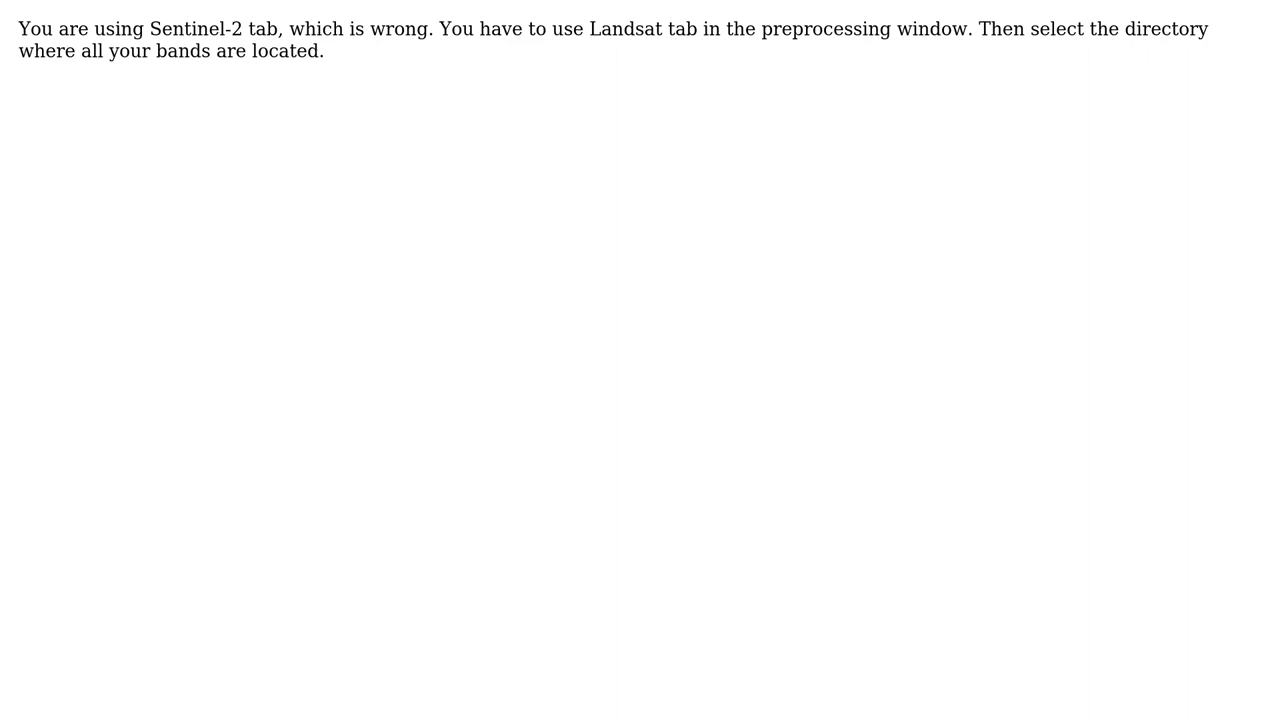 You are using Sentinel-2 tab, which is wrong. You have to use Landsat tab in the preprocessing window. Then select the directory
where all your bands are located.